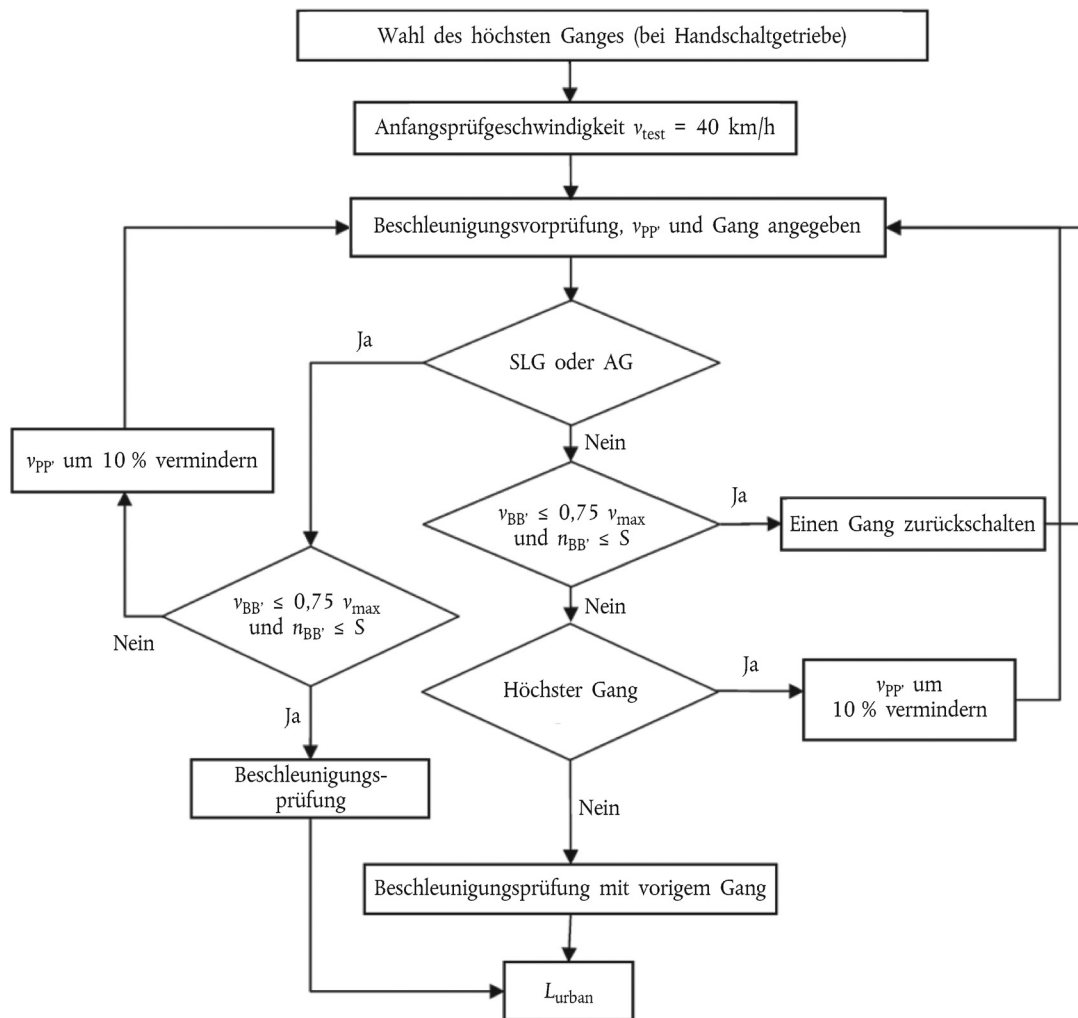 Wahl des höchsten Ganges (bei Handschaltgetriebe)
Anfangsprüfgeschwindigkeit vtest = 40 km/h
Beschleunigungsvorprüfung, vPP' und Gang angegeben
Ja
SLG oder AG
Nein
vPP' um 10 % vermindern
vBB' ≤ 0,75 vmax
und nBB' ≤ S
Ja
Einen Gang zurückschalten
vBB' ≤ 0,75 vmax
und nBB' ≤ S
Nein
Nein
Höchster Gang
Ja
vPP' um
10 % vermindern
Ja
Beschleunigungs-
prüfung
Nein
Beschleunigungsprüfung mit vorigem Gang
Lurban